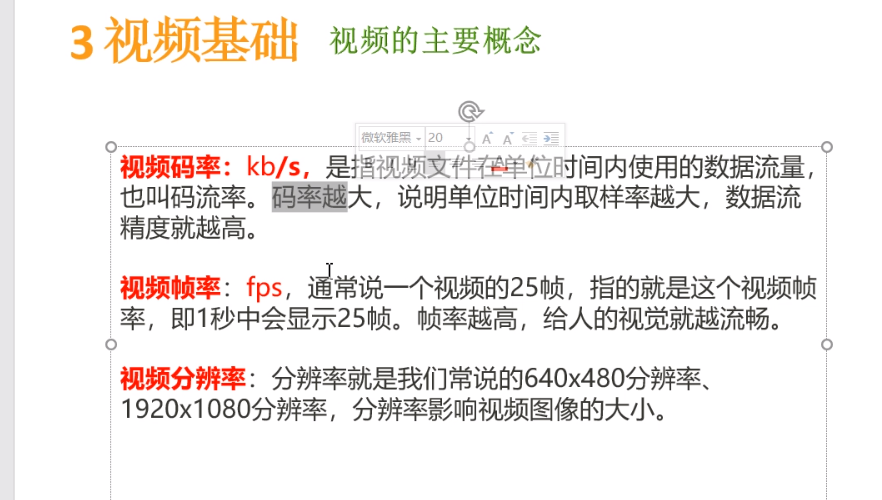 3 视频基础 视频的主要概念
微软雅黑 20
视频码率：kb/s，是指视频文件在单位时间内使用的数据流量，
也叫码流率。码率越大，说明单位时间内取样率越大，数据流
精度就越高。
视频帧率：fps，通常说一个视频的25帧，指的就是这个视频帧
率，即1秒中会显示25帧。帧率越高，给人的视觉就越流畅。
视频分辨率：分辨率就是我们常说的640x480分辨率、
1920x1080分辨率，分辨率影响视频图像的大小。